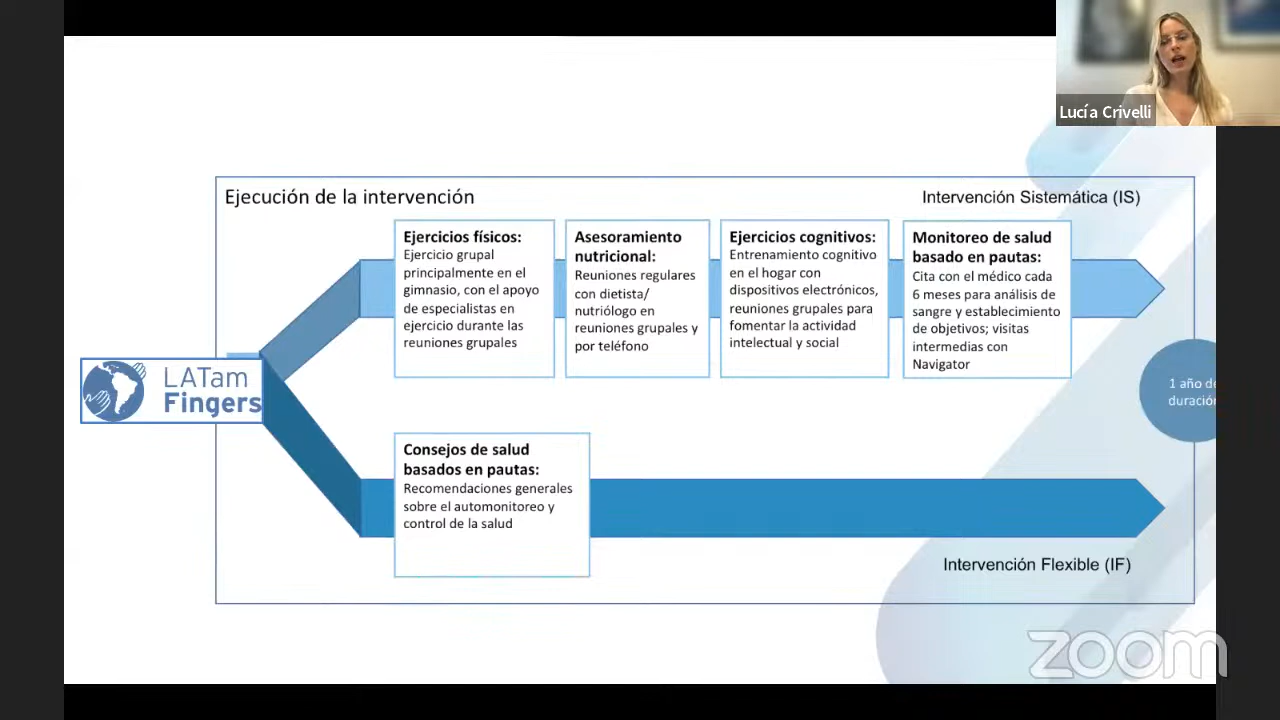 Lucía Crivelli
Ejecución de la intervención
Intervención Sistemática (IS)
Ejercicios físicos:
Ejercicio grupal
principalmente en el
gimnasio, con el apoyo
de especialistas en
ejercicio durante las
reuniones grupales
Asesoramiento
nutricional:
Reuniones regulares
con dietista/
nutriólogo en
reuniones grupales y
por teléfono
Ejercicios cognitivos:
Entrenamiento cognitivo
en el hogar con
dispositivos electrónicos,
reuniones grupales para
fomentar la actividad
intelectual y social
Monitoreo de salud
basado en pautas:
Cita con el médico cada
6 meses para análisis de
sangre y establecimiento
de objetivos; visitas
intermedias con
Navigator
LATam
Fingers
1 año de
duración
Consejos de salud
basados en pautas:
Recomendaciones generales
sobre el automonitoreo y
control de la salud
Intervención Flexible (IF)
zoom